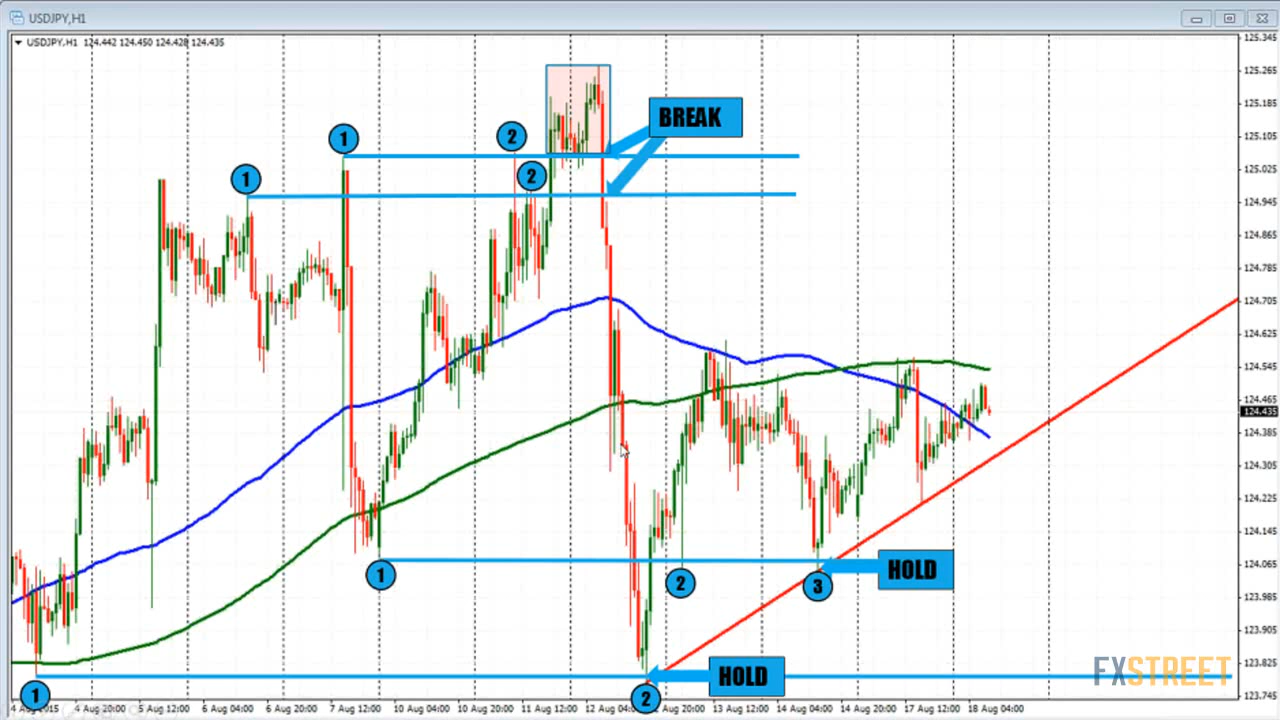 USDJPY,H1
USDJPY,H1 124.442 124.450 124.428 124.435
125.345
125.265
125.185
125.105
125.025
124.945
124.865
124.785
124.705
124.625
124.545
124.465
124.435
124.385
124.305
124.225
124.145
124.065
123.985
123.905
123.825
123.745
BREAK
1
1
2
2
1
2
3
HOLD
1
2
HOLD
FXSTREET
4 Aug 2015
4 Aug 20:00
5 Aug 12:00
6 Aug 04:00
6 Aug 20:00
7 Aug 12:00
10 Aug 04:00
10 Aug 20:00
11 Aug 12:00
12 Aug 04:0
Aug 20:00
13 Aug 12:00
14 Aug 04:00
14 Aug 20:00
17 Aug 12:00
18 Aug 04:00